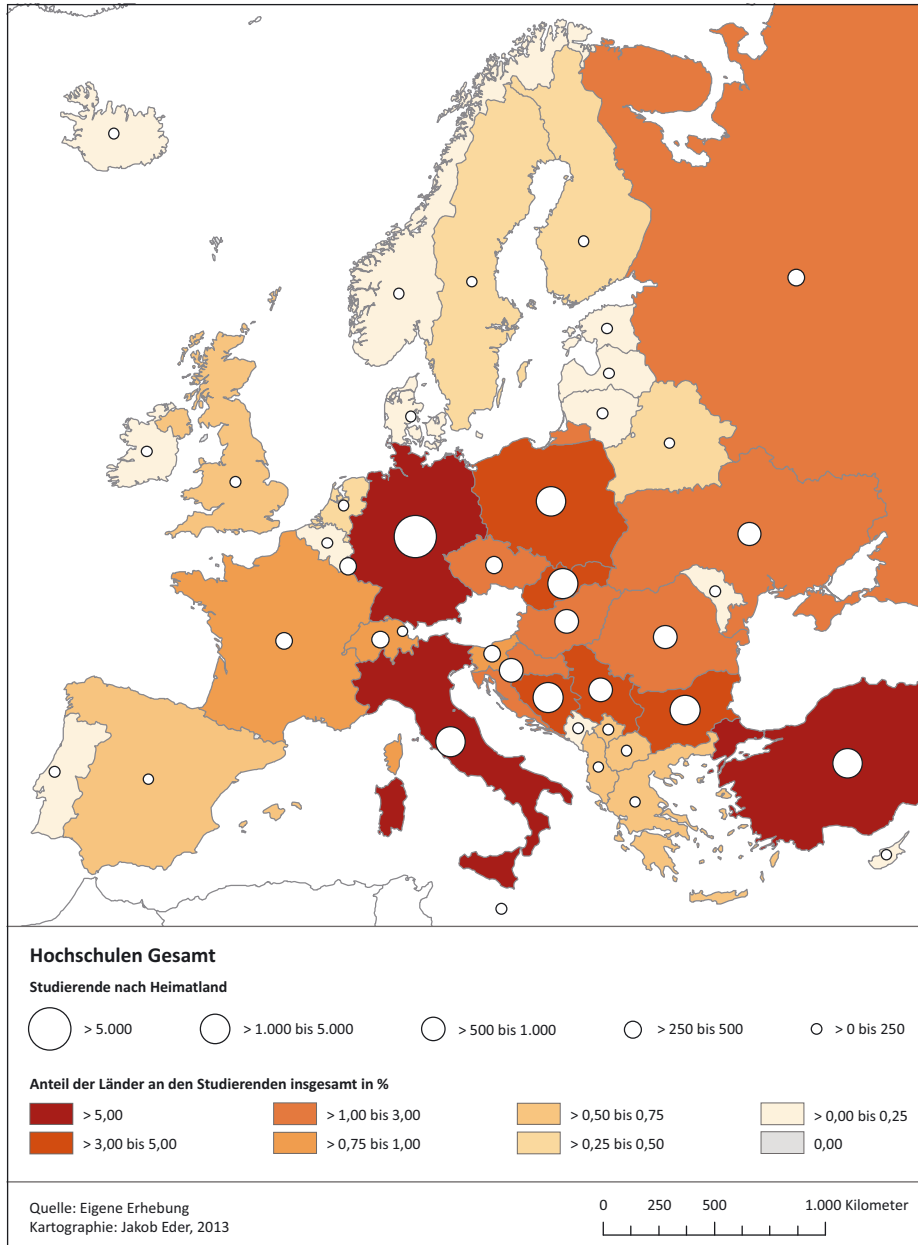 Hochschulen Gesamt
Studierende nach Heimatland
> 5.000 > 1.000 bis 5.000 > 500 bis 1.000 > 250 bis 500 > 0 bis 250
Anteil der Länder an den Studierenden insgesamt in %
> 5,00 > 1,00 bis 3,00 > 0,50 bis 0,75 > 0,00 bis 0,25
> 3,00 bis 5,00 > 0,75 bis 1,00 > 0,25 bis 0,50 0,00
Quelle: Eigene Erhebung
Kartographie: Jakob Eder, 2013
0 250 500 1.000 Kilometer